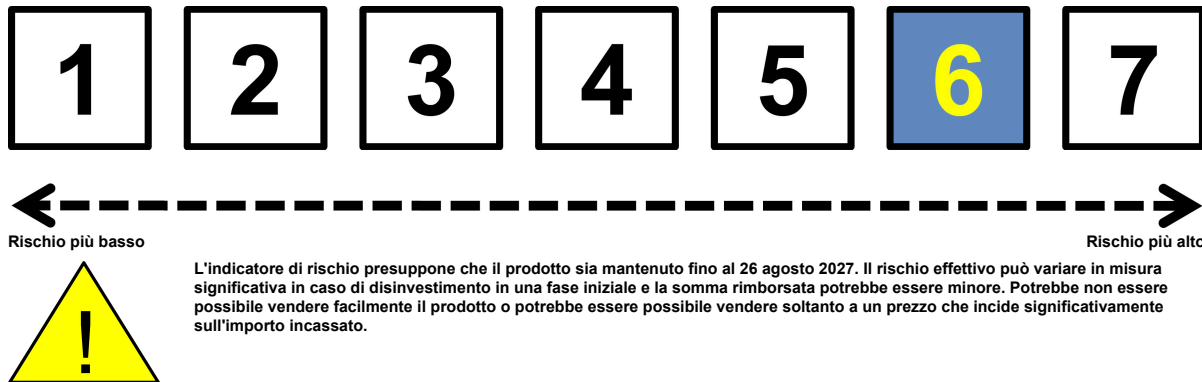 1 2 3 4 5 6 7
Rischio più basso Rischio più alto
L'indicatore di rischio presuppone che il prodotto sia mantenuto fino al 26 agosto 2027. Il rischio effettivo può variare in misura
significativa in caso di disinvestimento in una fase iniziale e la somma rimborsata potrebbe essere minore. Potrebbe non essere
possibile vendere facilmente il prodotto o potrebbe essere possibile vendere soltanto a un prezzo che incide significativamente
sull'importo incassato.
!